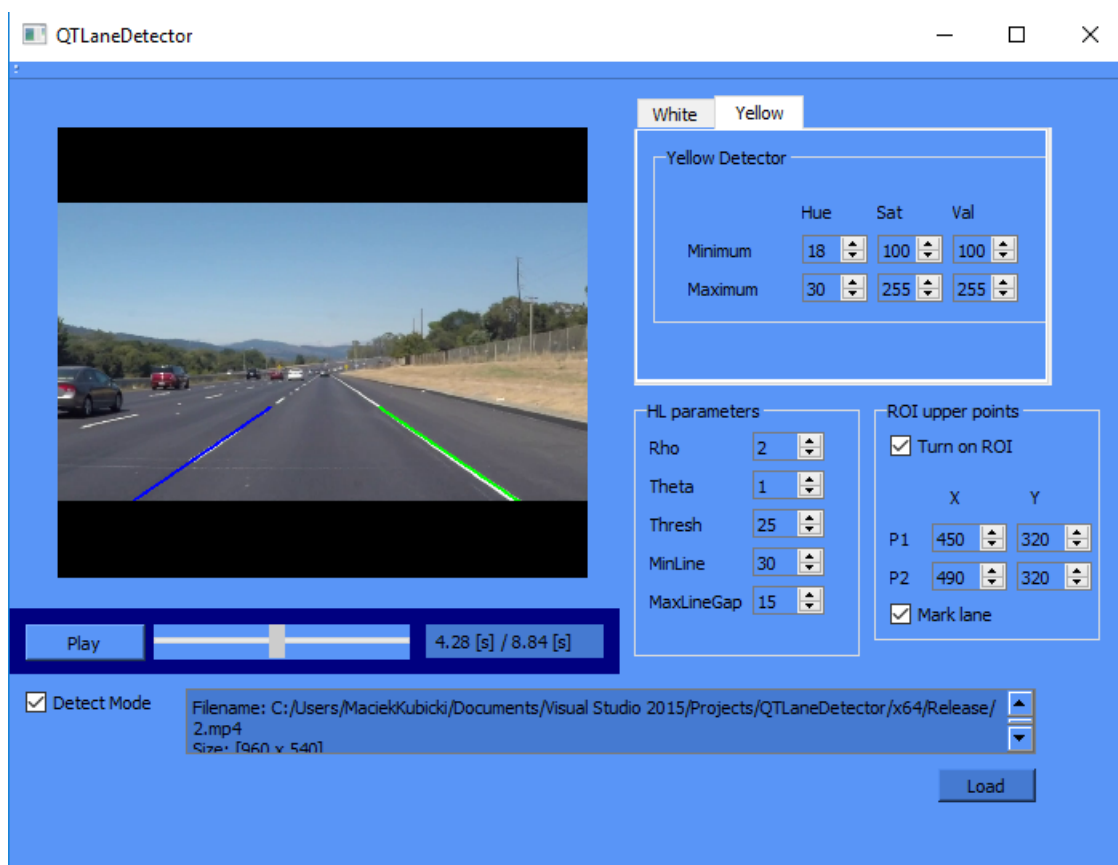 QTLaneDetector
White Yellow
Yellow Detector
Hue Sat Val
Minimum 18 100 100
Maximum 30 255 255
HL parameters
Rho 2
Theta 1
Thresh 25
MinLine 30
MaxLineGap 15
ROI upper points
Turn on ROI
X Y
P1 450 320
P2 490 320
Mark lane
Play 4.28 [s] / 8.84 [s]
Detect Mode
Filename: C:/Users/MaciekKubicki/Documents/Visual Studio 2015/Projects/QTLaneDetector/x64/Release/
2.mp4
Size: [960 x 540]
Load